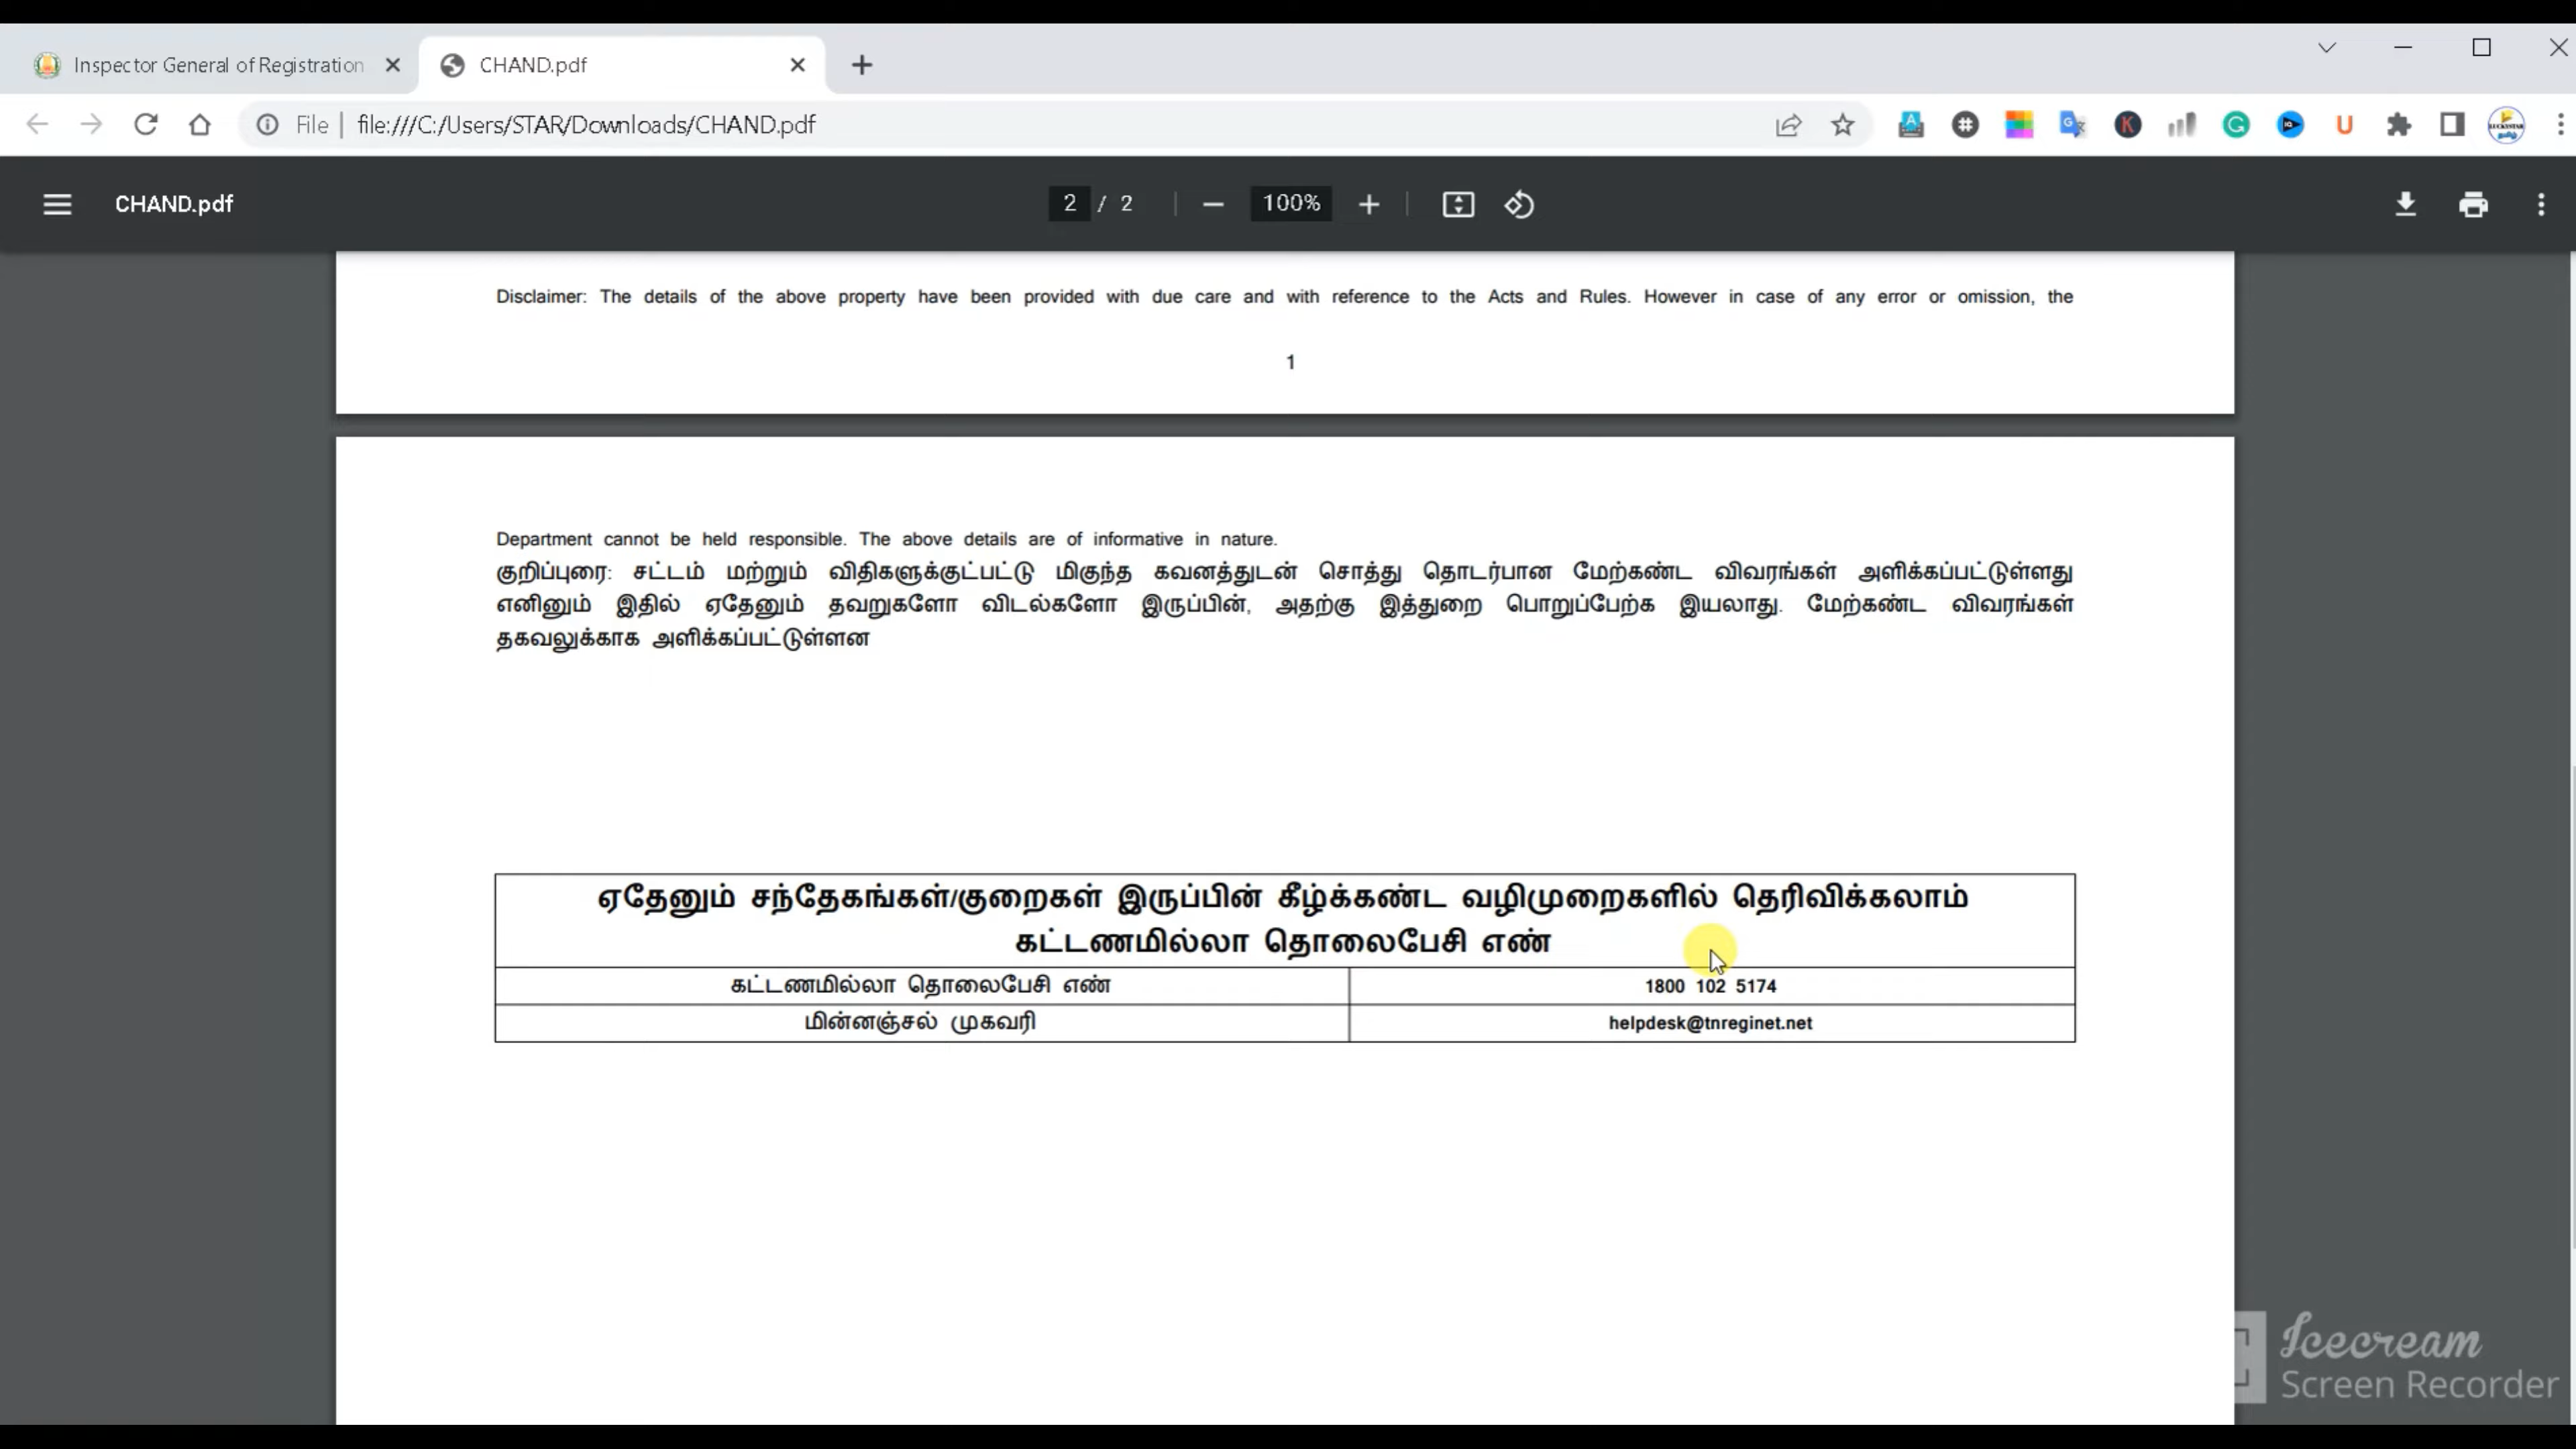 Inspector General of Registration
CHAND.pdf
File
file:///C:/Users/STAR/Downloads/CHAND.pdf
CHAND.pdf
2 / 2
100%
Disclaimer: The details of the above property have been provided with due care and with reference to the Acts and Rules. However in case of any error or omission, the
1
Department cannot be held responsible. The above details are of informative in nature.
குறிப்புரை: சட்டம் மற்றும் விதிகளுக்குட்பட்டு மிகுந்த கவனத்துடன் சொத்து தொடர்பான மேற்கண்ட விவரங்கள் அளிக்கப்பட்டுள்ளது
எனினும் இதில் ஏதேனும் தவறுகளோ விடல்களோ இருப்பின், அதற்கு இத்துறை பொறுப்பேற்க இயலாது. மேற்கண்ட விவரங்கள்
தகவலுக்காக அளிக்கப்பட்டுள்ளன
ஏதேனும் சந்தேகங்கள்/குறைகள் இருப்பின் கீழ்க்கண்ட வழிமுறைகளில் தெரிவிக்கலாம்
கட்டணமில்லா தொலைபேசி எண்
கட்டணமில்லா தொலைபேசி எண் 1800 102 5174
மின்னஞ்சல் முகவரி helpdesk@tnreginet.net
Icecream
Screen Recorder